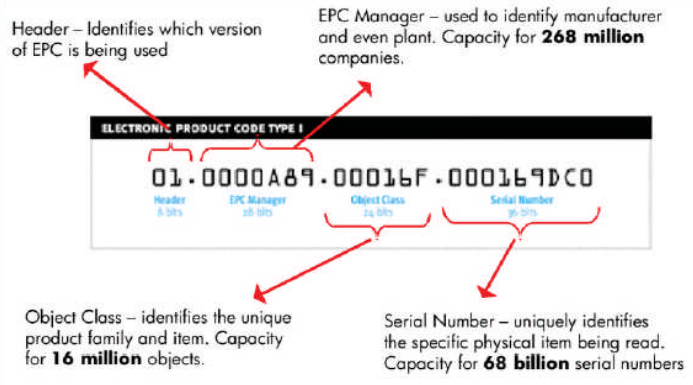 Header – Identifies which version
of EPC is being used
EPC Manager – used to identify manufacturer
and even plant. Capacity for 268 million
companies.
ELECTRONIC PRODUCT CODE TYPE I
01.0000A89.00016F.000169DC0
Header EPC Manager Object Class Serial Number
8-bits 28-bits 24-bits 36-bits
Object Class – identifies the unique
product family and item. Capacity
for 16 million objects.
Serial Number – uniquely identifies
the specific physical item being read.
Capacity for 68 billion serial numbers